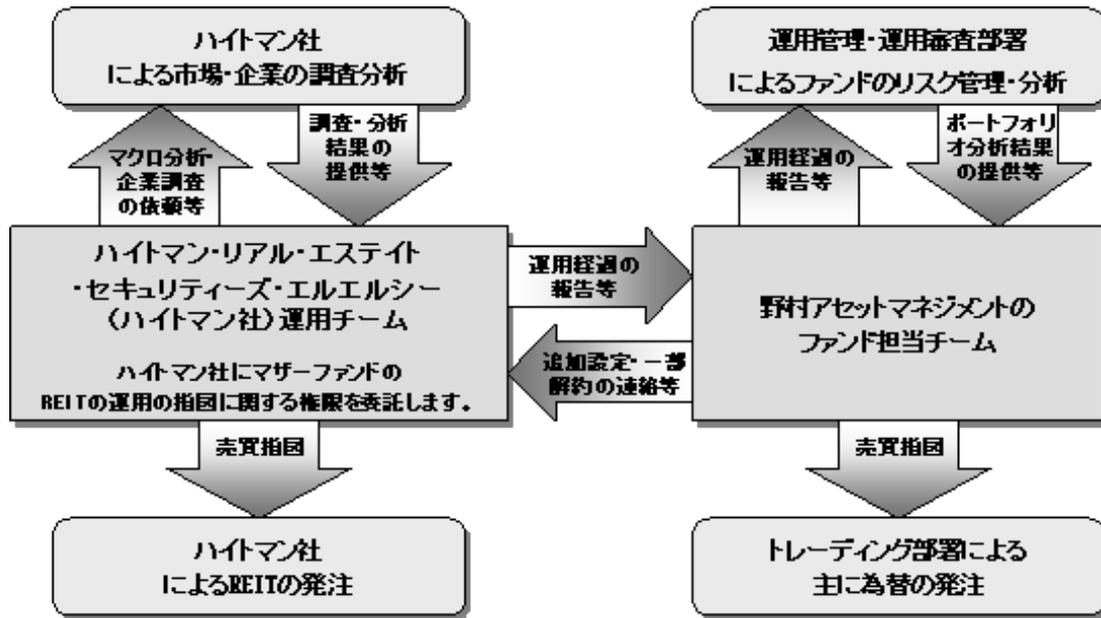 ハイトマン社
による市場・企業の調査分析
運用管理・運用審査部署
によるファンドのリスク管理・分析
マクロ分析・
企業調査
の依頼等
調査・分析
結果の
提供等
運用経過の
報告等
ポートフォリ
オ分析結果
の提供等
ハイトマン・リアル・エステイト
・セキュリティーズ・エルエルシー
(ハイトマン社)運用チーム
ハイトマン社にマザーファンドの
REITの運用の指図に関する権限を委託します。
運用経過の
報告等
追加設定・一部
解約の連絡等
野村アセットマネジメントの
ファンド担当チーム
売買指図
売買指図
ハイトマン社
によるREITの発注
トレーディング部署による
主に為替の発注